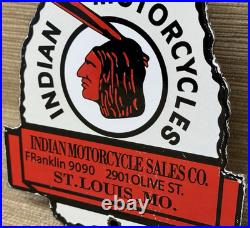 INDIAN MOTORCYCLES
INDIAN MOTORCYCLE SALES CO.
FRanklin 9090 2901 OLIVE ST.
ST. LOUIS, MO.